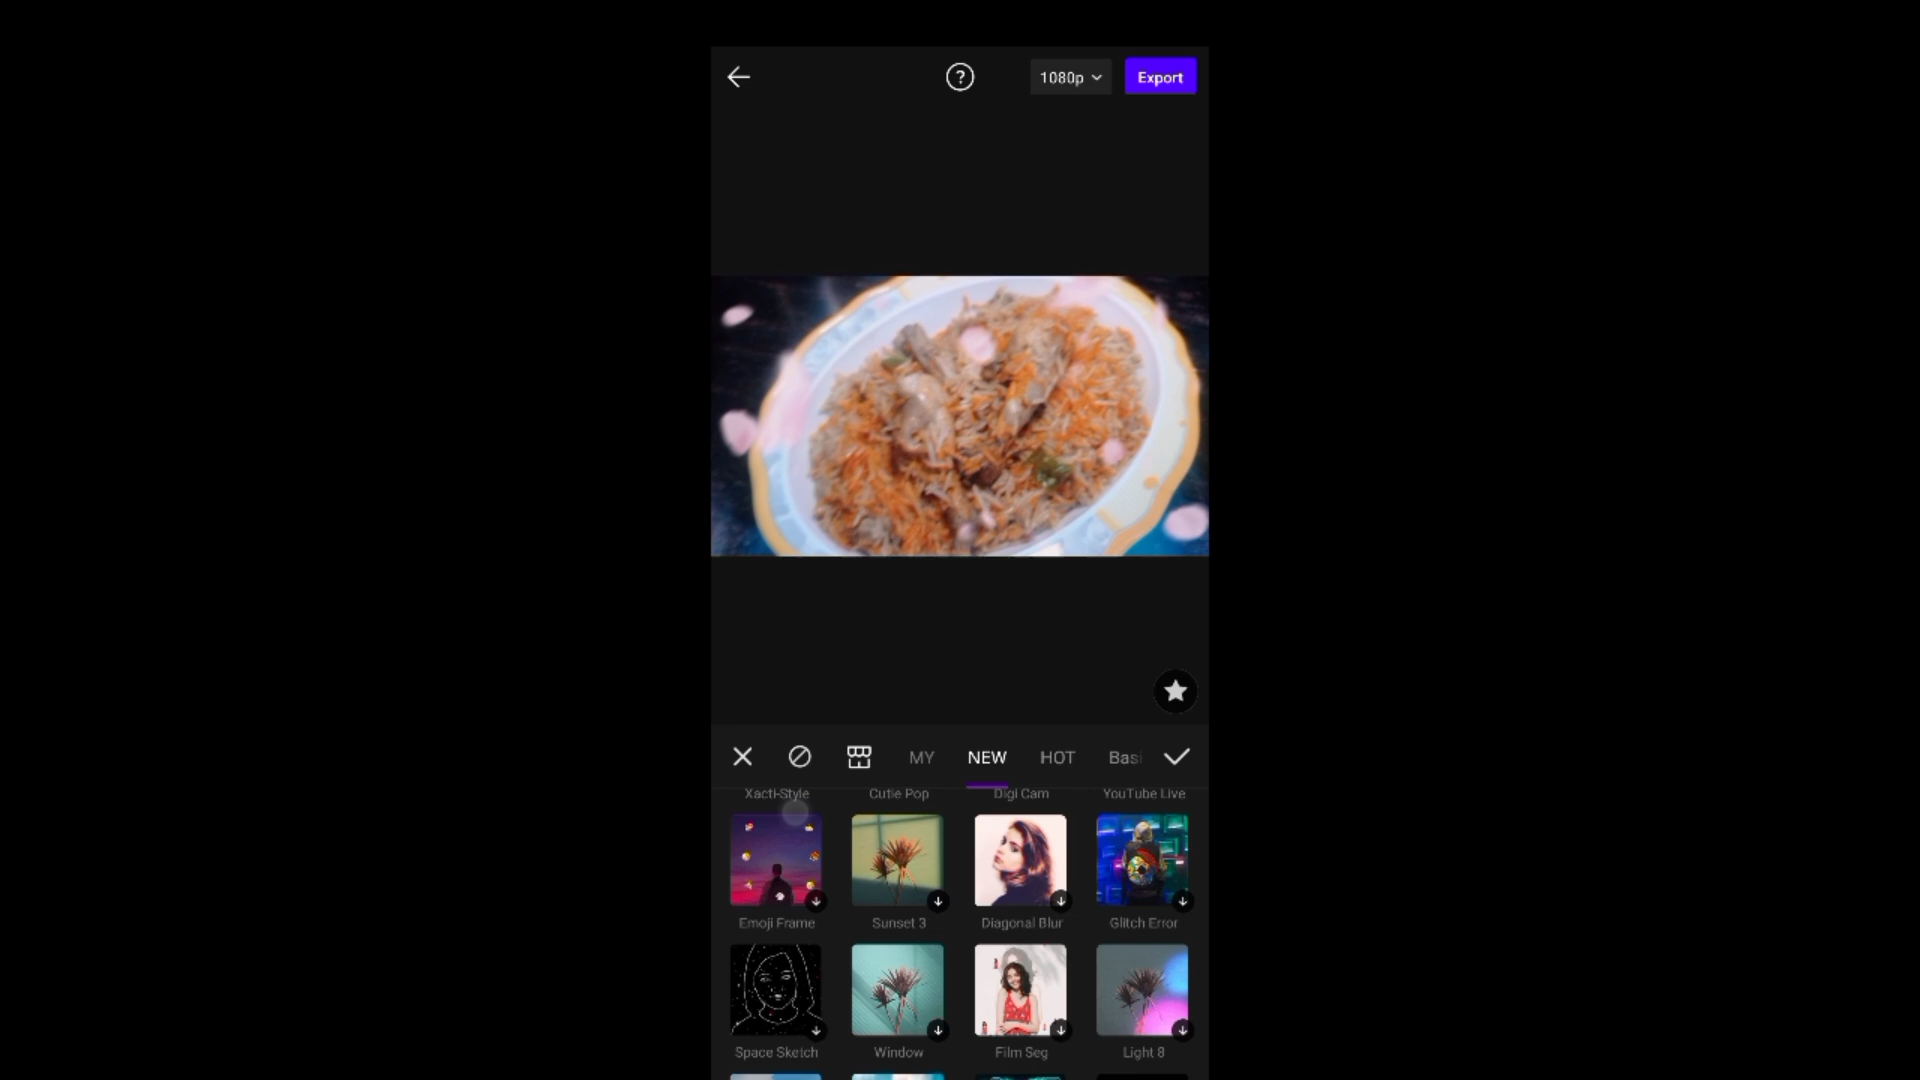 1080p
Export
MY
NEW
HOT
Basi
Xacti-Style
Cutie Pop
Digi Cam
YouTube Live
Emoji Frame
Sunset 3
Diagonal Blur
Glitch Error
Space Sketch
Window
Film Seg
Light 8